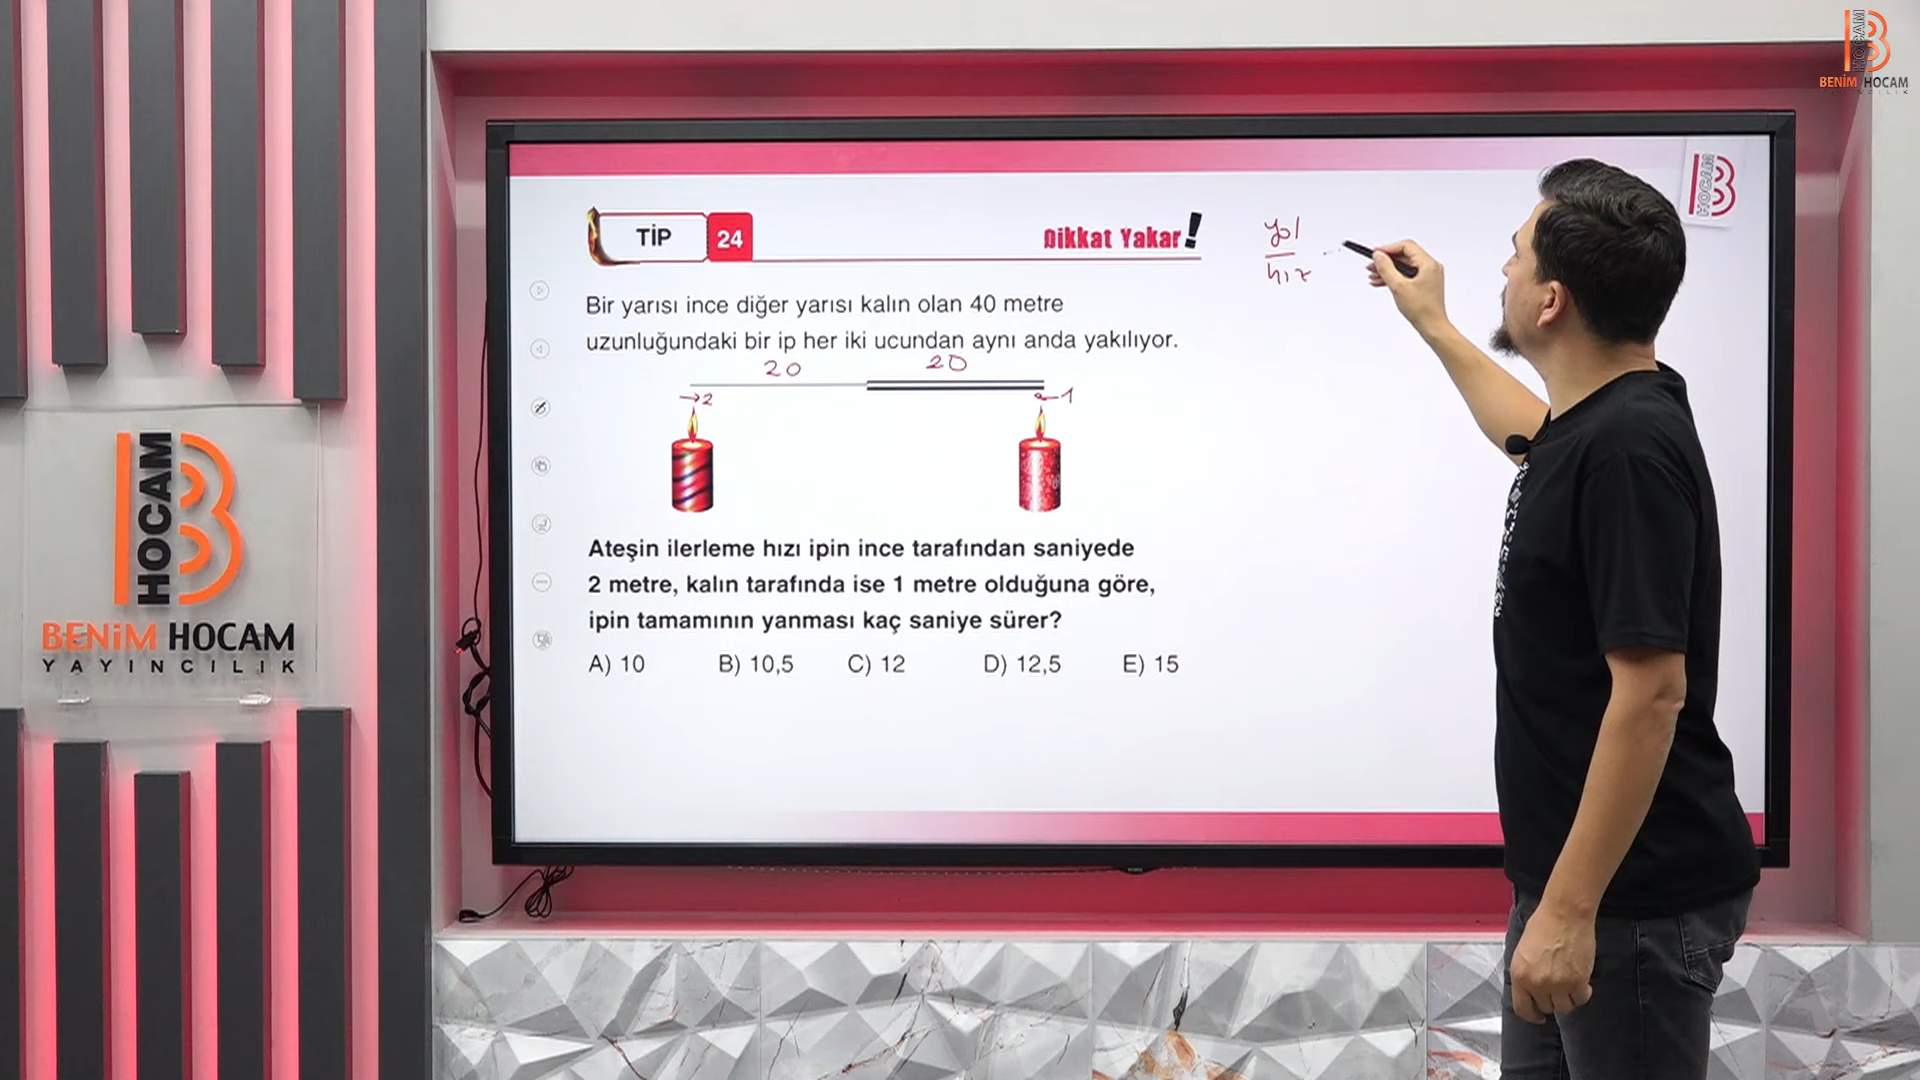 HOCAM
BENiM HOCAM
YAYINCILIK
HOCAM
TİP
24
Dikkat Yakar!
yol
hız
Bir yarısı ince diğer yarısı kalın olan 40 metre
uzunluğundaki bir ip her iki ucundan aynı anda yakılıyor.
20
20
→2
←1
Ateşin ilerleme hızı ipin ince tarafından saniyede
2 metre, kalın tarafında ise 1 metre olduğuna göre,
ipin tamamının yanması kaç saniye sürer?
A) 10 B) 10,5 C) 12 D) 12,5 E) 15
HOCAM
BENiM HOCAM
YAYINCILIK